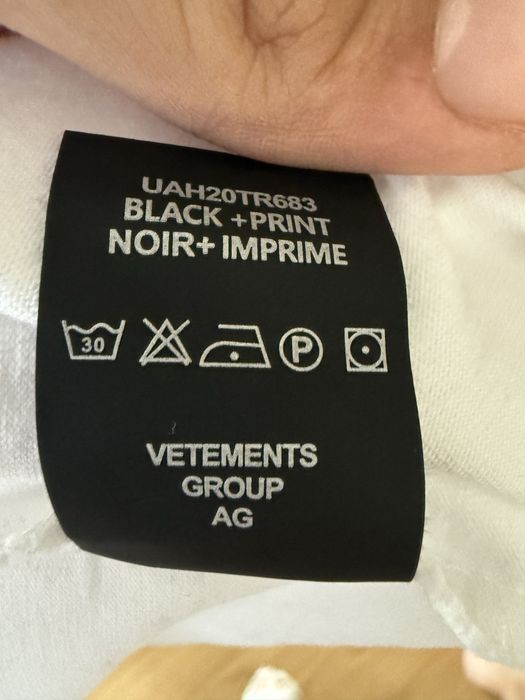 UAH20TR683
BLACK +PRINT
NOIR+ IMPRIME
30 P
VETEMENTS
GROUP
AG